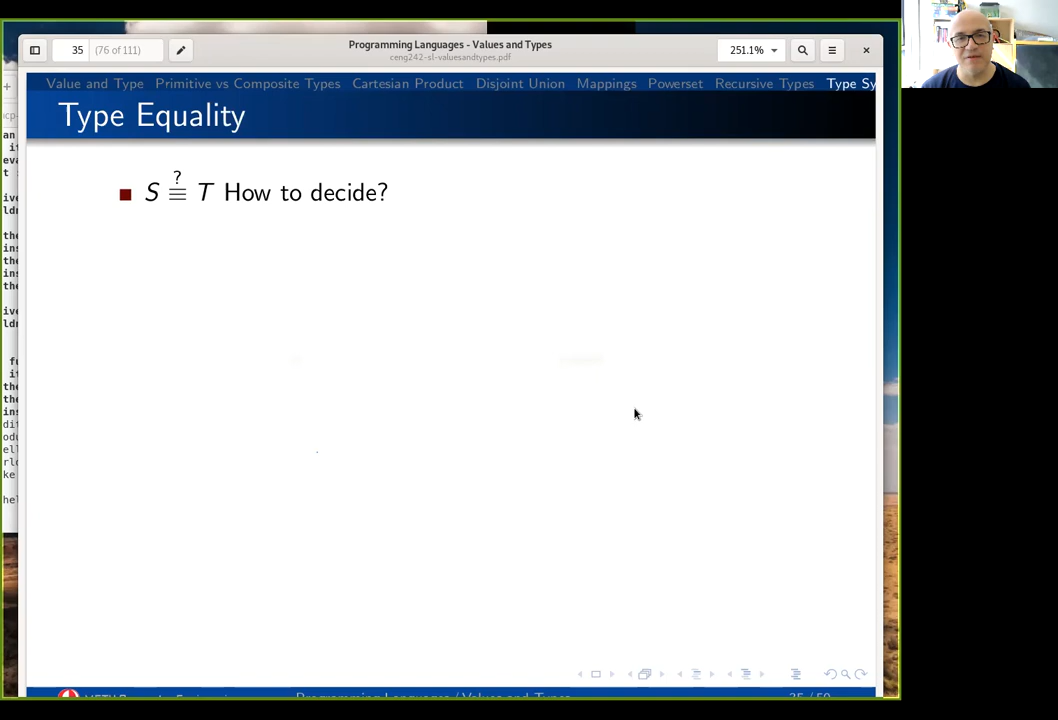 35 (76 of 111)
Programming Languages - Values and Types
ceng242-sl-valuesandtypes.pdf
251.1%
Value and Type Primitive vs Composite Types Cartesian Product Disjoint Union Mappings Powerset Recursive Types Type Sy
Type Equality
S ≟ T How to decide?
Programming Languages / Values and Types